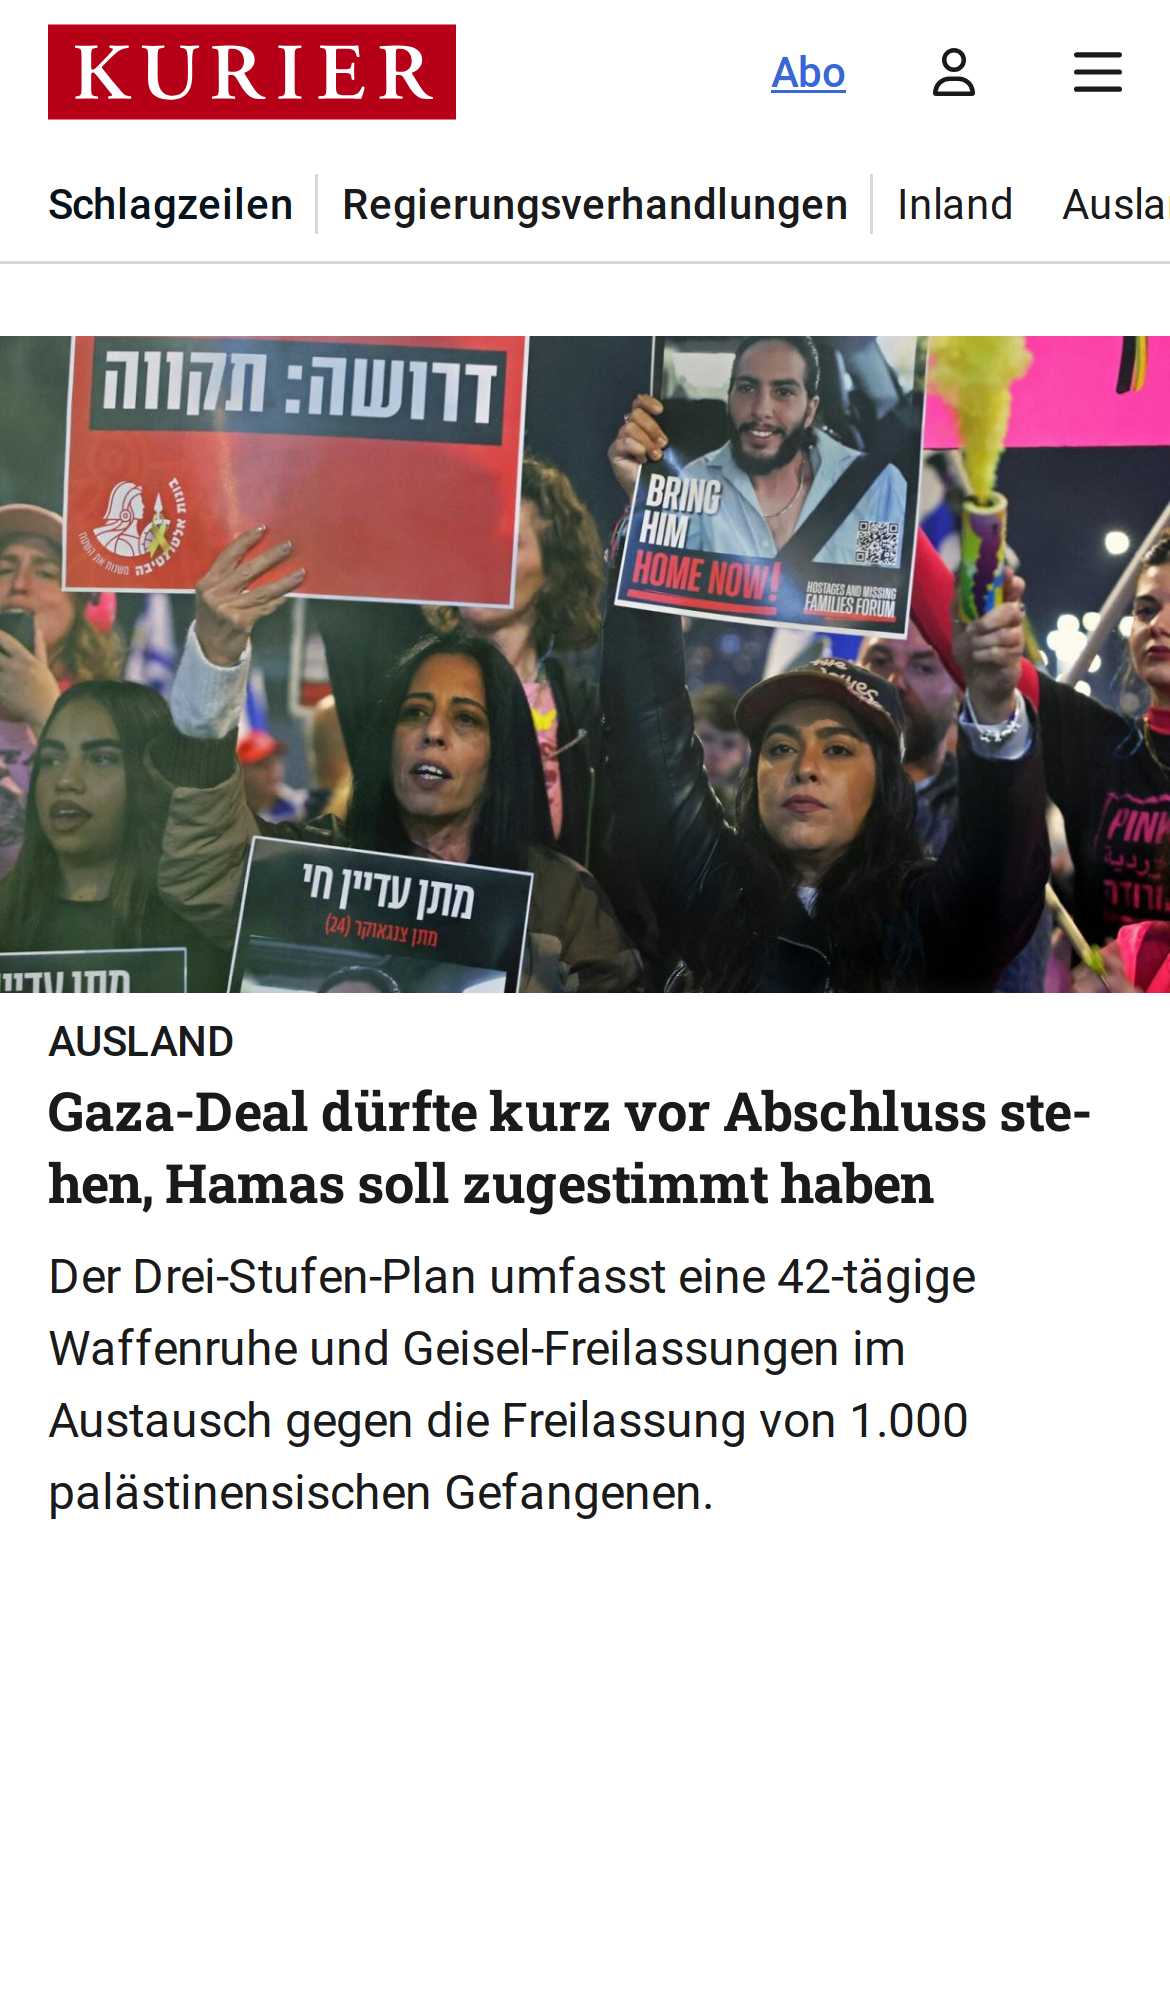 KURIER
Abo
Schlagzeilen
Regierungsverhandlungen
Inland
דרושה: תקווה
BRING
HIM
HOME NOW!
HOSTAGES AND MISSING
FAMILIES FORUM
בונות אלטרנטיבה
מתן עדיין חי
מתן צנגאוקר (24)
מתן
AUSLAND
Gaza-Deal dürfte kurz vor Abschluss ste-
hen, Hamas soll zugestimmt haben
Der Drei-Stufen-Plan umfasst eine 42-tägige
Waffenruhe und Geisel-Freilassungen im
Austausch gegen die Freilassung von 1.000
palästinensischen Gefangenen.